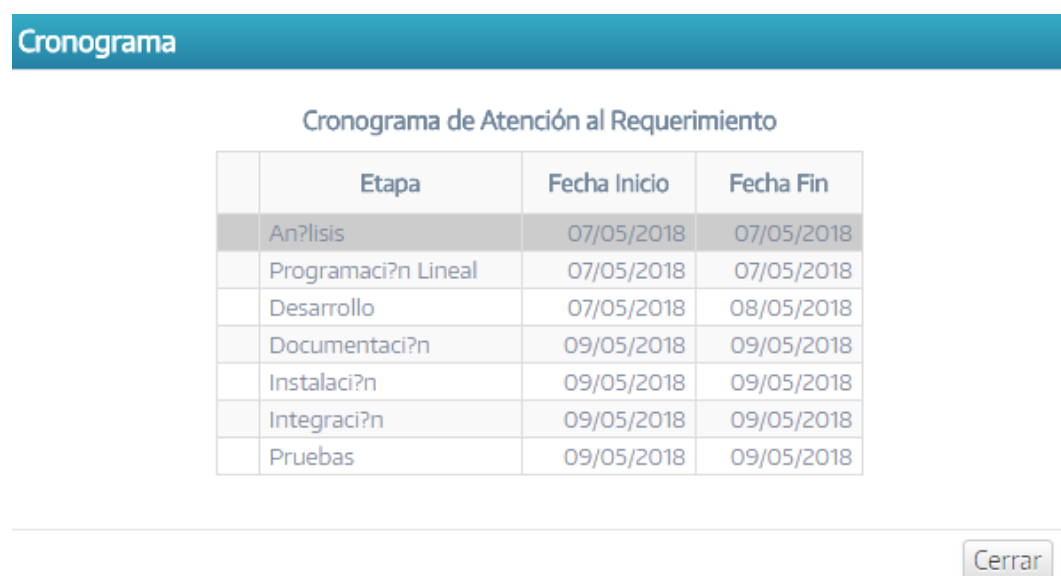 Cronograma
Cronograma de Atención al Requerimiento
Etapa Fecha Inicio Fecha Fin
An?lisis 07/05/2018 07/05/2018
Programaci?n Lineal 07/05/2018 07/05/2018
Desarrollo 07/05/2018 08/05/2018
Documentaci?n 09/05/2018 09/05/2018
Instalaci?n 09/05/2018 09/05/2018
Integraci?n 09/05/2018 09/05/2018
Pruebas 09/05/2018 09/05/2018
Cerrar